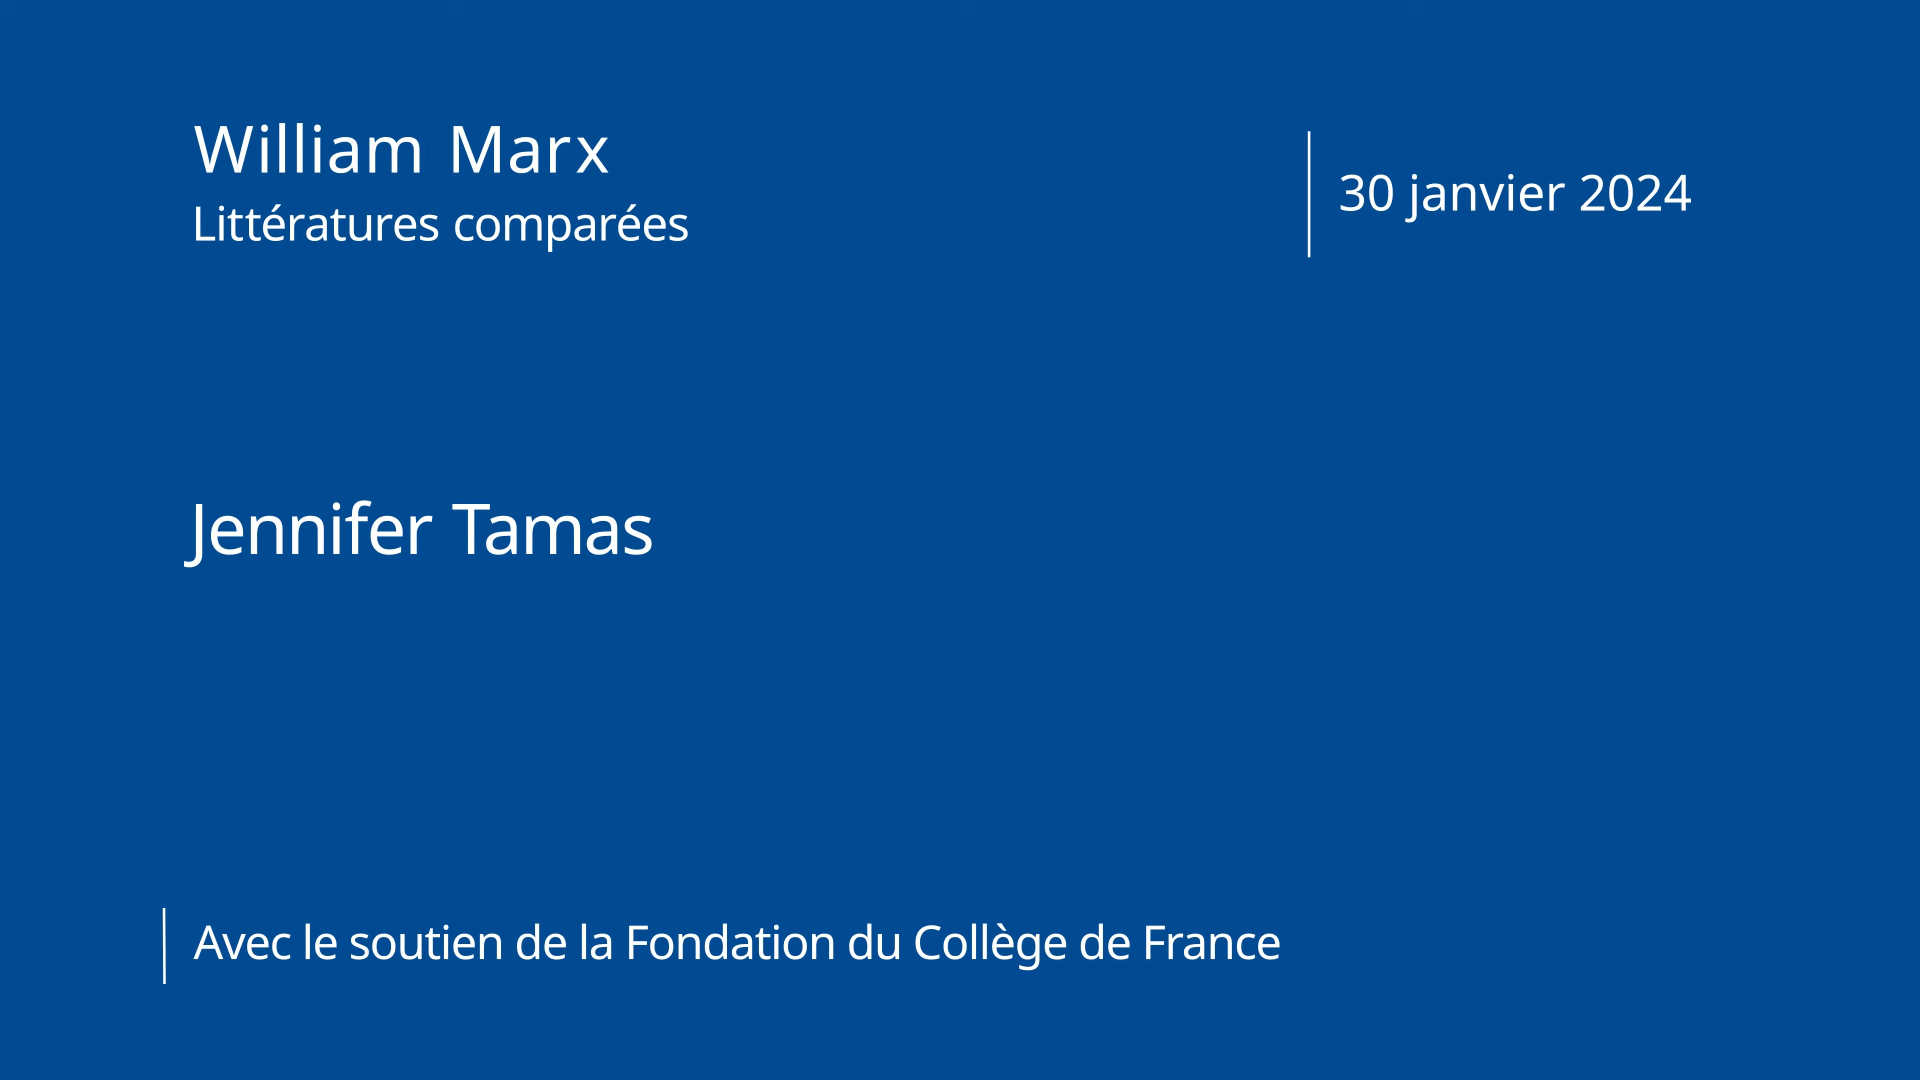 William Marx
Littératures comparées
30 janvier 2024
Jennifer Tamas
Avec le soutien de la Fondation du Collège de France